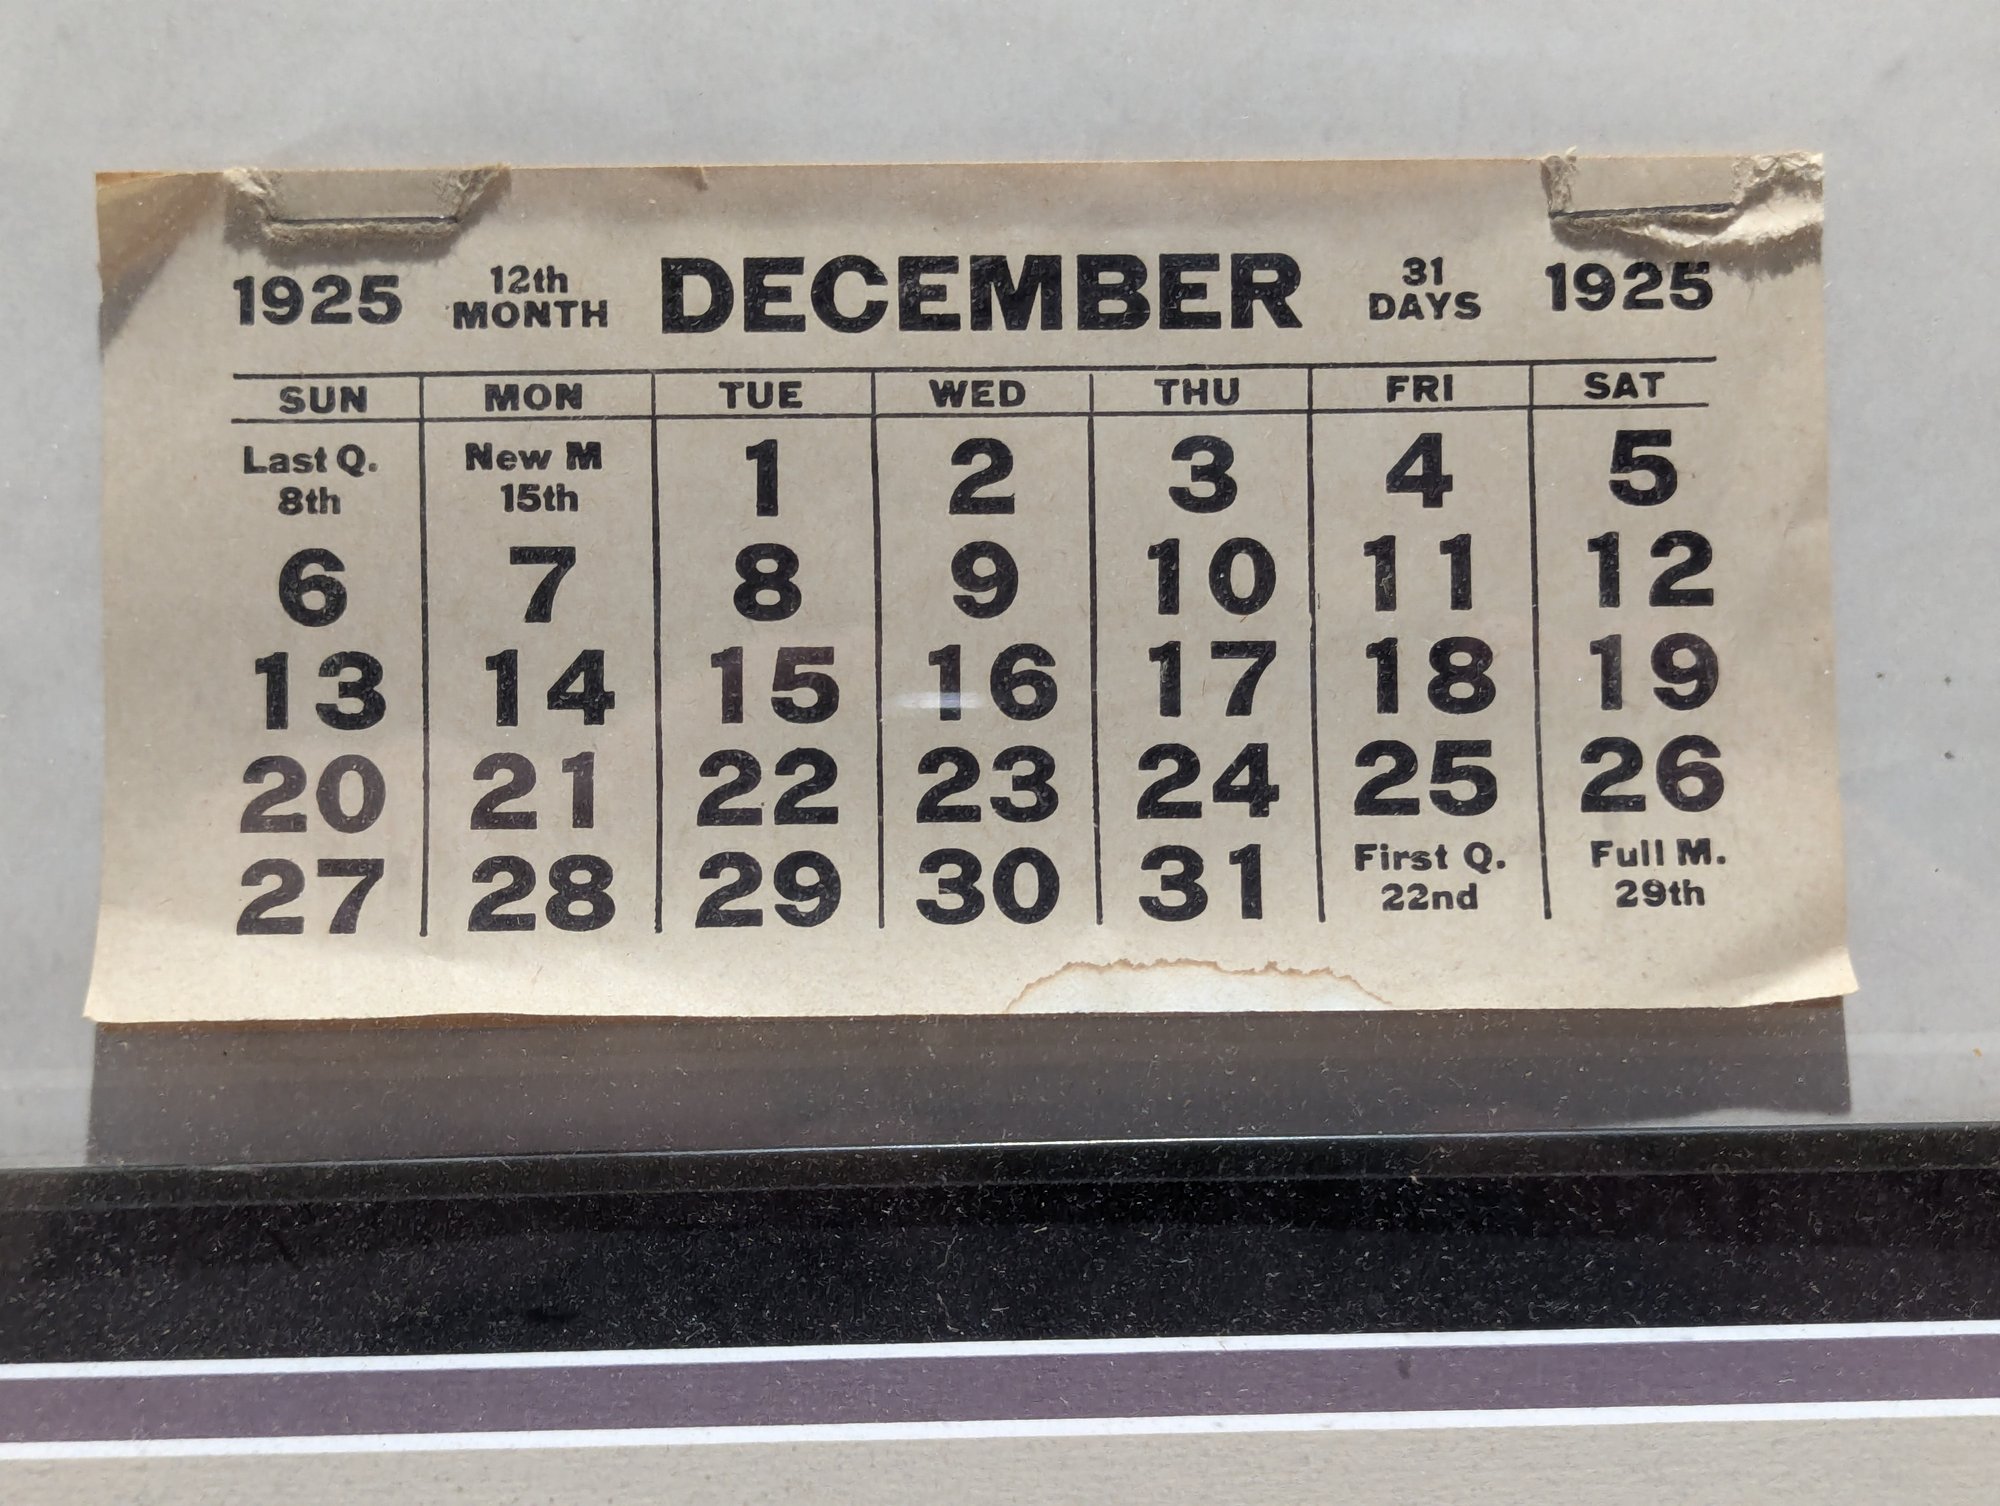 1925 12th MONTH DECEMBER 31 DAYS 1925
SUN MON TUE WED THU FRI SAT
Last Q. 8th New M 15th 1 2 3 4 5
6 7 8 9 10 11 12
13 14 15 16 17 18 19
20 21 22 23 24 25 26
27 28 29 30 31 First Q. 22nd Full M. 29th